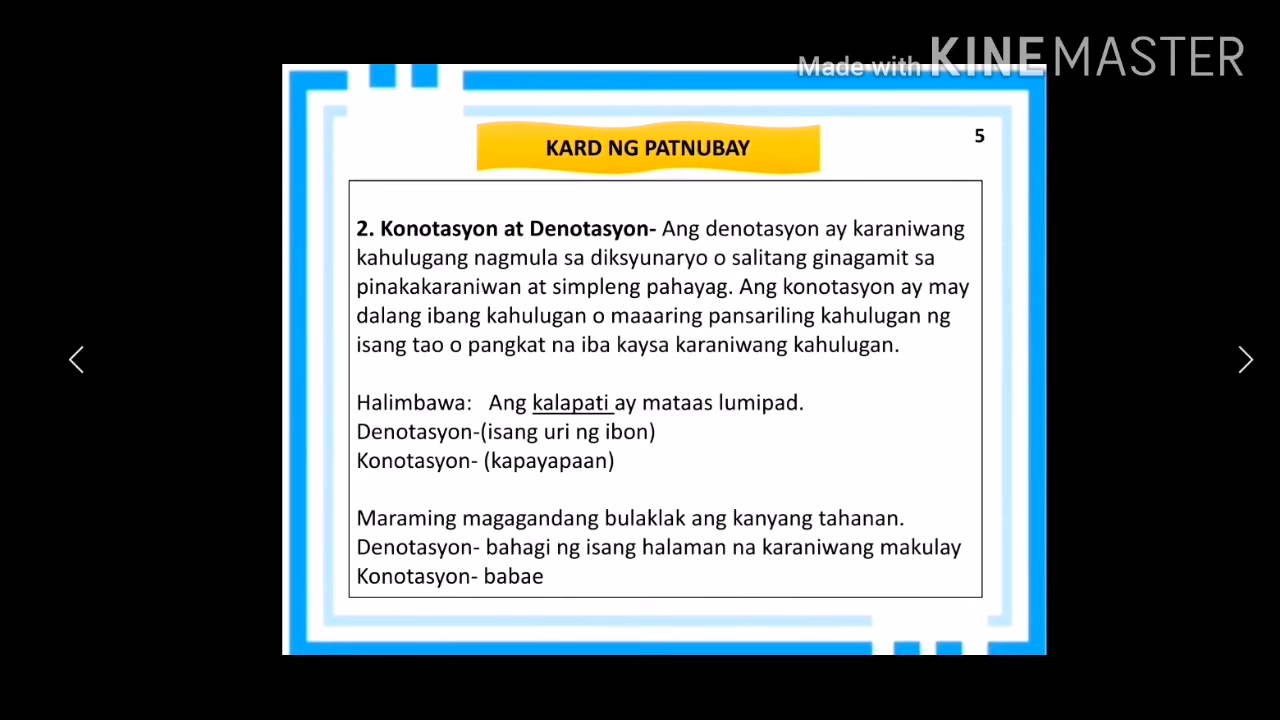 Made with KINEMASTER
KARD NG PATNUBAY
5
2. Konotasyon at Denotasyon- Ang denotasyon ay karaniwang
kahulugang nagmula sa diksyunaryo o salitang ginagamit sa
pinakakaraniwan at simpleng pahayag. Ang konotasyon ay may
dalang ibang kahulugan o maaaring pansariling kahulugan ng
isang tao o pangkat na iba kaysa karaniwang kahulugan.
Halimbawa: Ang kalapati ay mataas lumipad.
Denotasyon-(isang uri ng ibon)
Konotasyon- (kapayapaan)
Maraming magagandang bulaklak ang kanyang tahanan.
Denotasyon- bahagi ng isang halaman na karaniwang makulay
Konotasyon- babae